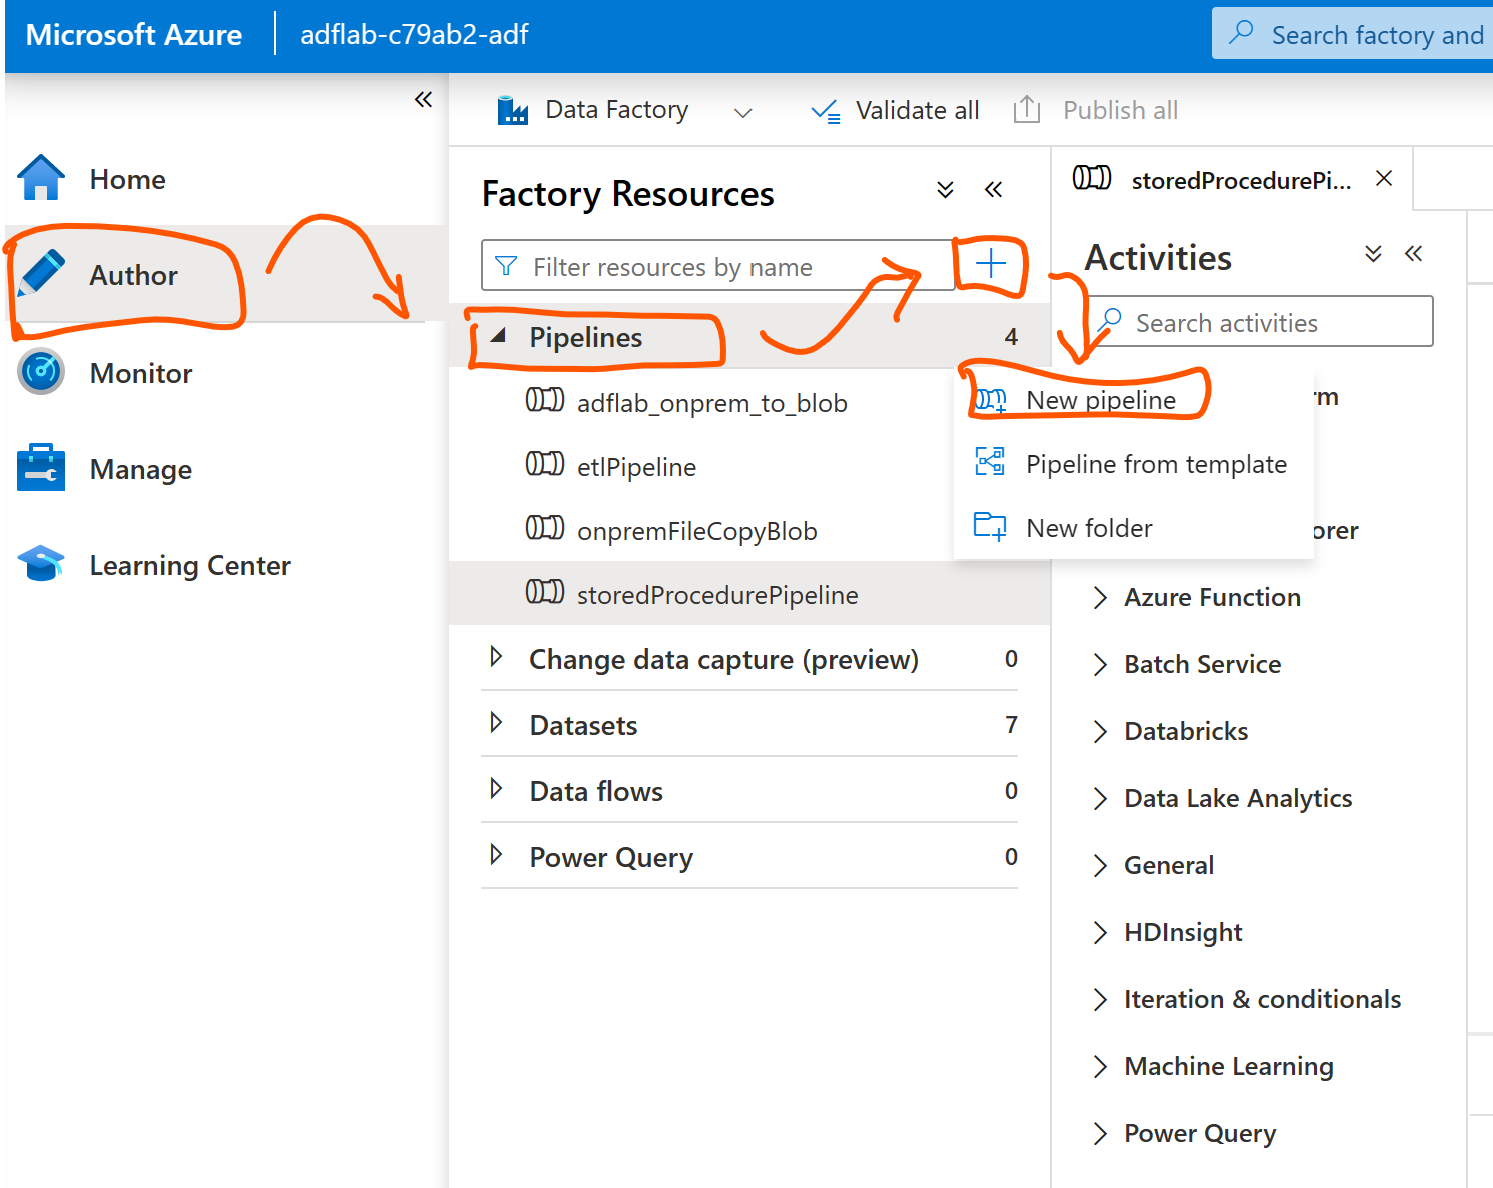 Microsoft Azure
adflab-c79ab2-adf
Search factory and
Data Factory
Validate all
Publish all
Home
Author
Monitor
Manage
Learning Center
Factory Resources
Filter resources by name
Pipelines
4
adflab_onprem_to_blob
etlPipeline
onpremFileCopyBlob
storedProcedurePipeline
Change data capture (preview)
0
Datasets
7
Data flows
0
Power Query
0
storedProcedurePi...
Activities
Search activities
New pipeline
Pipeline from template
New folder
rm
orer
Azure Function
Batch Service
Databricks
Data Lake Analytics
General
HDInsight
Iteration & conditionals
Machine Learning
Power Query